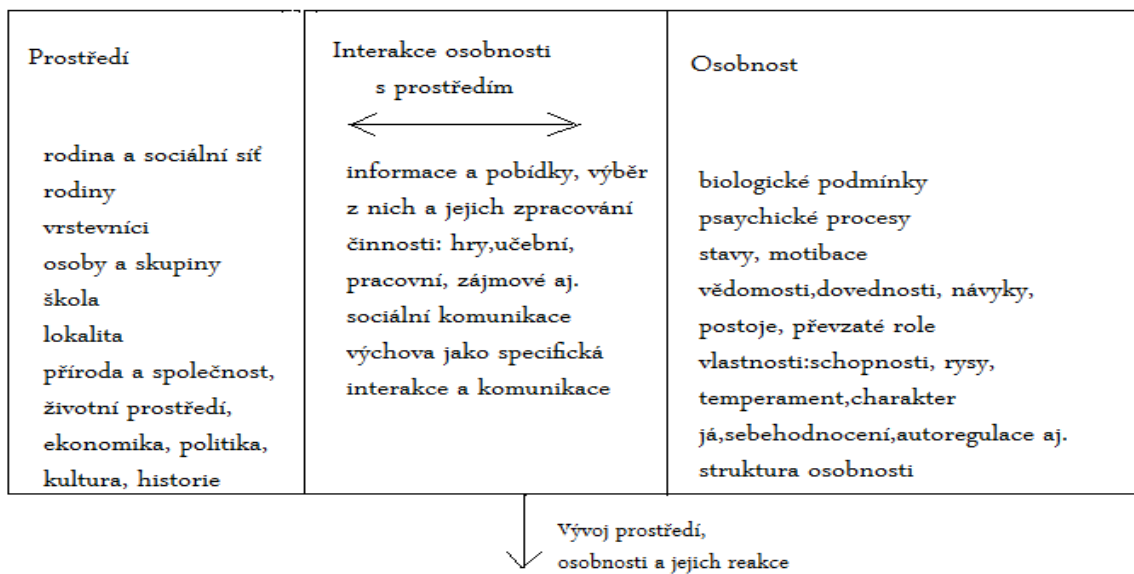 Prostředí
rodina a sociální síť
rodiny
vrstevníci
osoby a skupiny
škola
lokalita
příroda a společnost,
životní prostředí,
ekonomika, politika,
kultura, historie
Interakce osobnosti
s prostředím
informace a pobídky, výběr
z nich a jejich zpracování
činnosti: hry,učební,
pracovní, zájmové aj.
sociální komunikace
výchova jako specifická
interakce a komunikace
Osobnost
biologické podmínky
psaychické procesy
stavy, motibace
vědomosti,dovednosti, návyky,
postoje, převzaté role
vlastnosti:schopnosti, rysy,
temperament,charakter
já,sebehodnocení,autoregulace aj.
struktura osobnosti
Vývoj prostředí,
osobnosti a jejich reakce